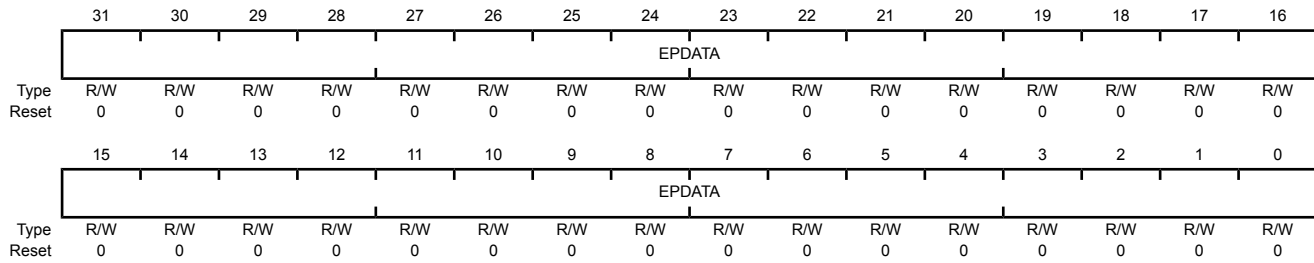 31 30 29 28 27 26 25 24 23 22 21 20 19 18 17 16
EPDATA
Type R/W R/W R/W R/W R/W R/W R/W R/W R/W R/W R/W R/W R/W R/W R/W R/W
Reset 0 0 0 0 0 0 0 0 0 0 0 0 0 0 0 0
15 14 13 12 11 10 9 8 7 6 5 4 3 2 1 0
EPDATA
Type R/W R/W R/W R/W R/W R/W R/W R/W R/W R/W R/W R/W R/W R/W R/W R/W
Reset 0 0 0 0 0 0 0 0 0 0 0 0 0 0 0 0